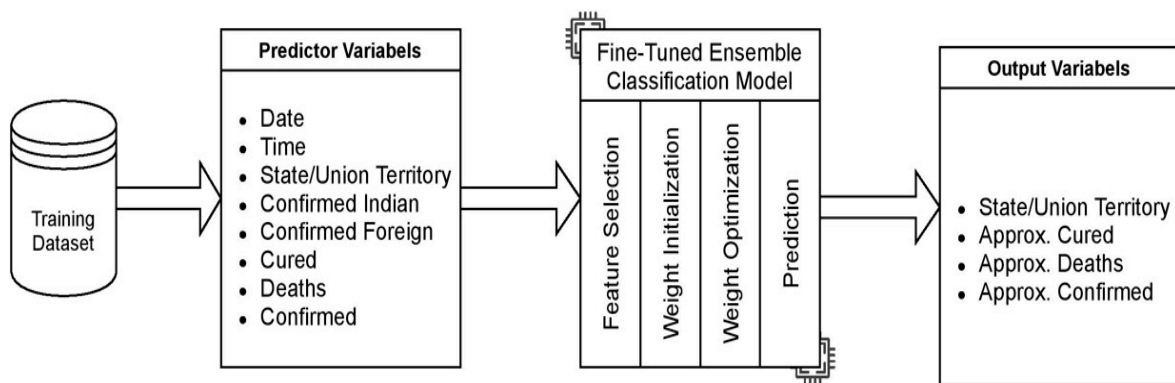 Training
Dataset
Predictor Variabels
Date
Time
State/Union Territory
Confirmed Indian
Confirmed Foreign
Cured
Deaths
Confirmed
Fine-Tuned Ensemble
Classification Model
Feature Selection
Weight Initialization
Weight Optimization
Prediction
Output Variabels
State/Union Territory
Approx. Cured
Approx. Deaths
Approx. Confirmed